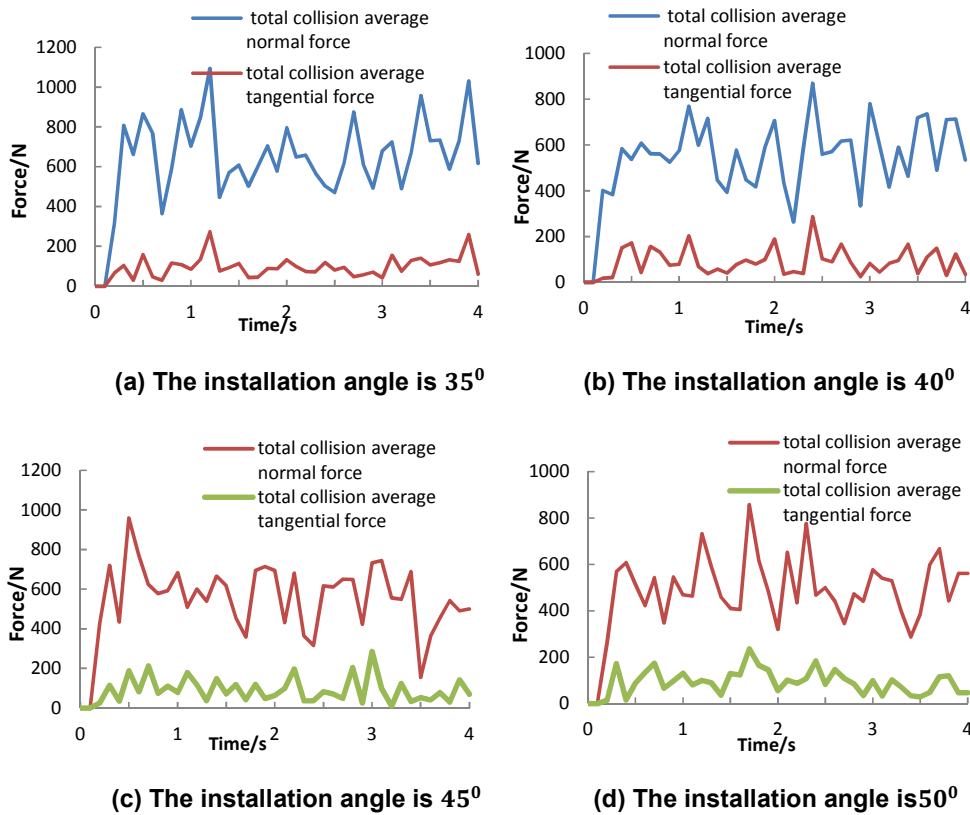 total collision average
normal force
total collision average
tangential force
1200
1000
800
600
400
200
0
Force/N
0 1 2 3 4
Time/s
(a) The installation angle is 35⁰
total collision average
normal force
total collision average
tangential force
1000
800
600
400
200
0
Force/N
0 1 2 3 4
Time/s
(b) The installation angle is 40⁰
total collision average
normal force
total collision average
tangential force
1200
1000
800
600
400
200
0
Force/N
0 1 2 3 4
Time/s
(c) The installation angle is 45⁰
total collision average
normal force
total collision average
tangential force
1000
800
600
400
200
0
Force/N
0 1 2 3 4
Time/s
(d) The installation angle is50⁰